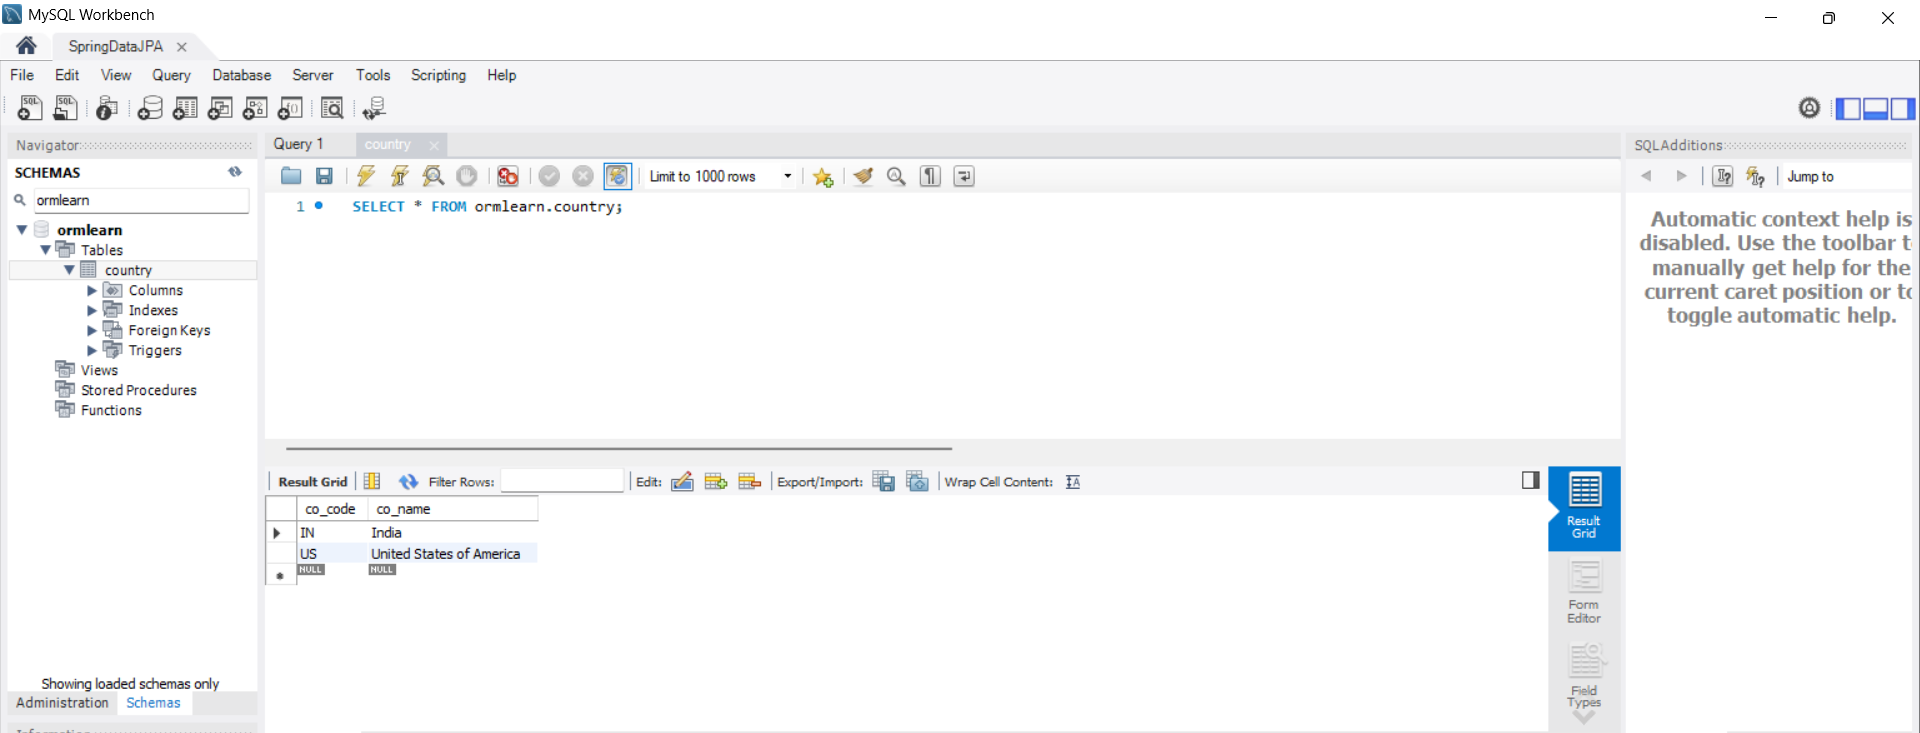 MySQL Workbench
SpringDataJPA
File Edit View Query Database Server Tools Scripting Help
Navigator
SCHEMAS
ormlearn
ormlearn
Tables
country
Columns
Indexes
Foreign Keys
Triggers
Views
Stored Procedures
Functions
Showing loaded schemas only
Administration Schemas
Query 1 country
Limit to 1000 rows
1 SELECT * FROM ormlearn.country;
Result Grid Filter Rows: Edit: Export/Import: Wrap Cell Content:
co_code co_name
IN India
US United States of America
NULL NULL
Result
Grid
Form
Editor
Field
Types
SQLAdditions
Jump to
Automatic context help is
disabled. Use the toolbar
manually get help for the
current caret position or
toggle automatic help.